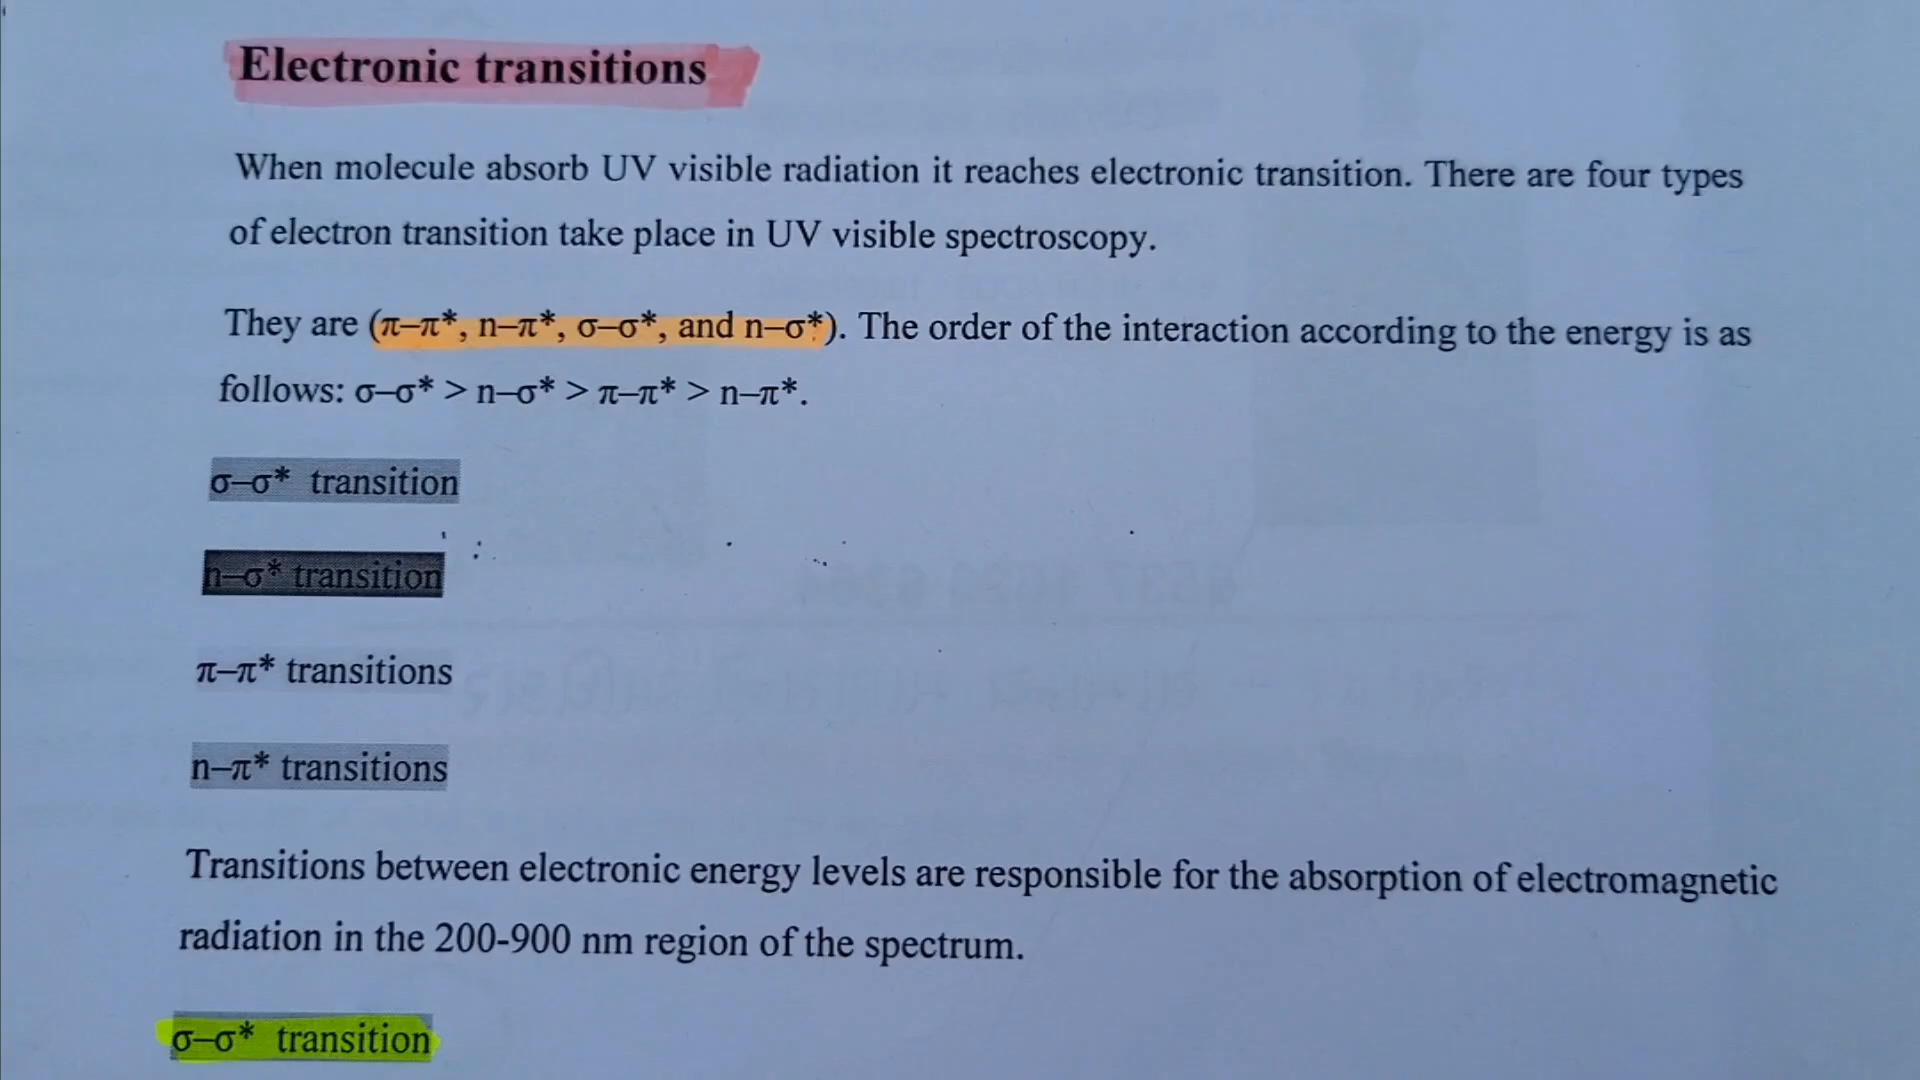 Electronic transitions
When molecule absorb UV visible radiation it reaches electronic transition. There are four types
of electron transition take place in UV visible spectroscopy.
They are (π–π*, n–π*, σ–σ*, and n–σ*). The order of the interaction according to the energy is as
follows: σ–σ* > n–σ* > π–π* > n–π*.
σ–σ* transition
n–σ* transition
π–π* transitions
n–π* transitions
Transitions between electronic energy levels are responsible for the absorption of electromagnetic
radiation in the 200-900 nm region of the spectrum.
σ–σ* transition